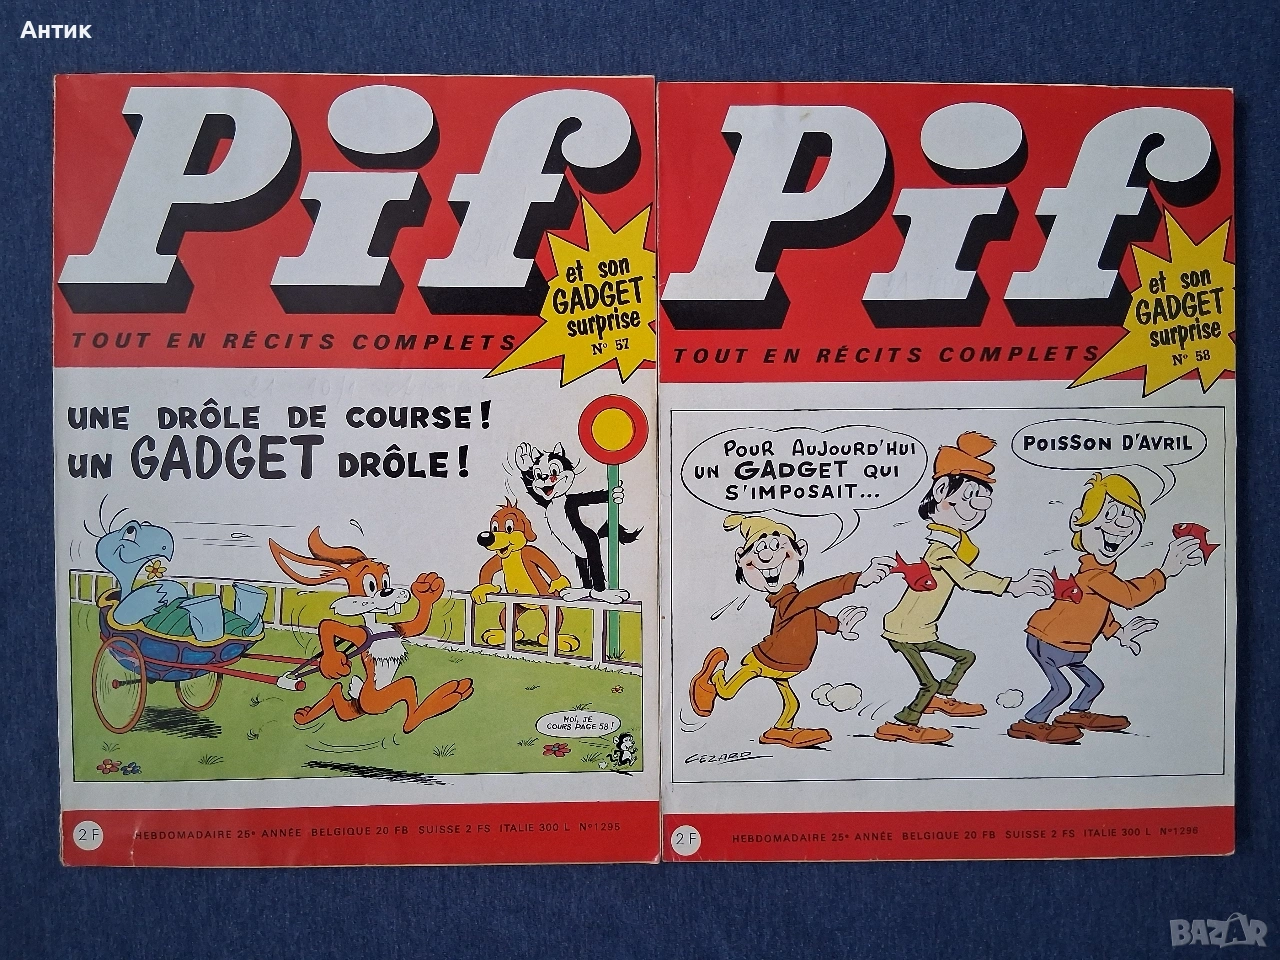 Антик
Pif
et son
GADGET
surprise
N° 57
TOUT EN RÉCITS COMPLETS
UNE DRÔLE DE COURSE!
UN GADGET DRÔLE!
MOI, JE
COURS PAGE 58!
2 F
HEBDOMADAIRE 25e ANNÉE BELGIQUE 20 FB SUISSE 2 FS ITALIE 300 L N°1295
Pif
et son
GADGET
surprise
N° 58
TOUT EN RÉCITS COMPLETS
POUR AUJOURD'HUI
UN GADGET QUI
S'IMPOSAIT...
POISSON D'AVRIL
CEZARD
2 F
HEBDOMADAIRE 25e ANNÉE BELGIQUE 20 FB SUISSE 2 FS ITALIE 300 L N°1296
BAZAR